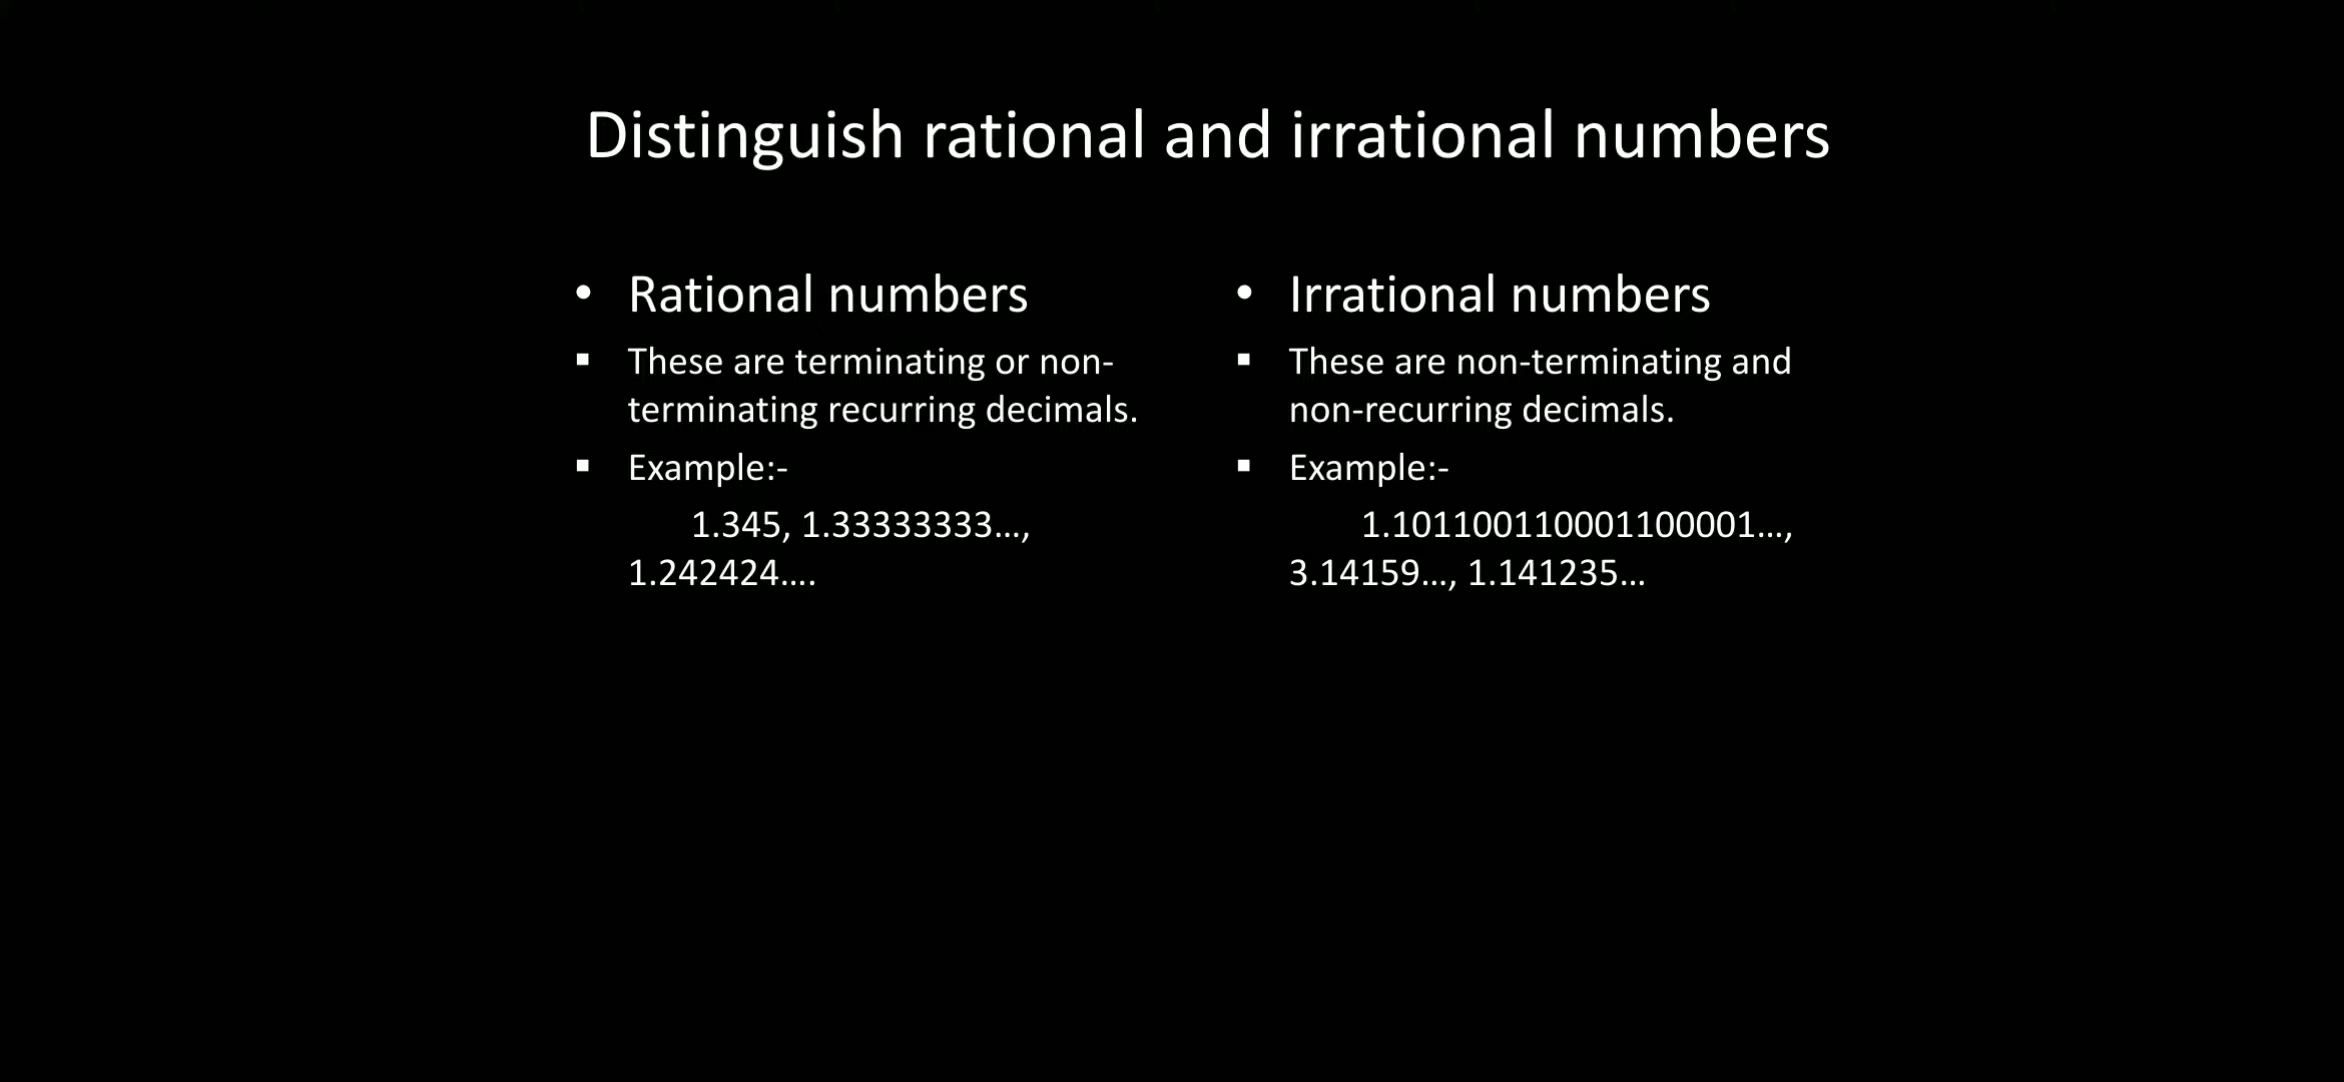 Distinguish rational and irrational numbers
• Rational numbers
▪ These are terminating or non-
terminating recurring decimals.
▪ Example:-
1.345, 1.33333333…,
1.242424….
• Irrational numbers
▪ These are non-terminating and
non-recurring decimals.
▪ Example:-
1.101100110001100001…,
3.14159…, 1.141235…